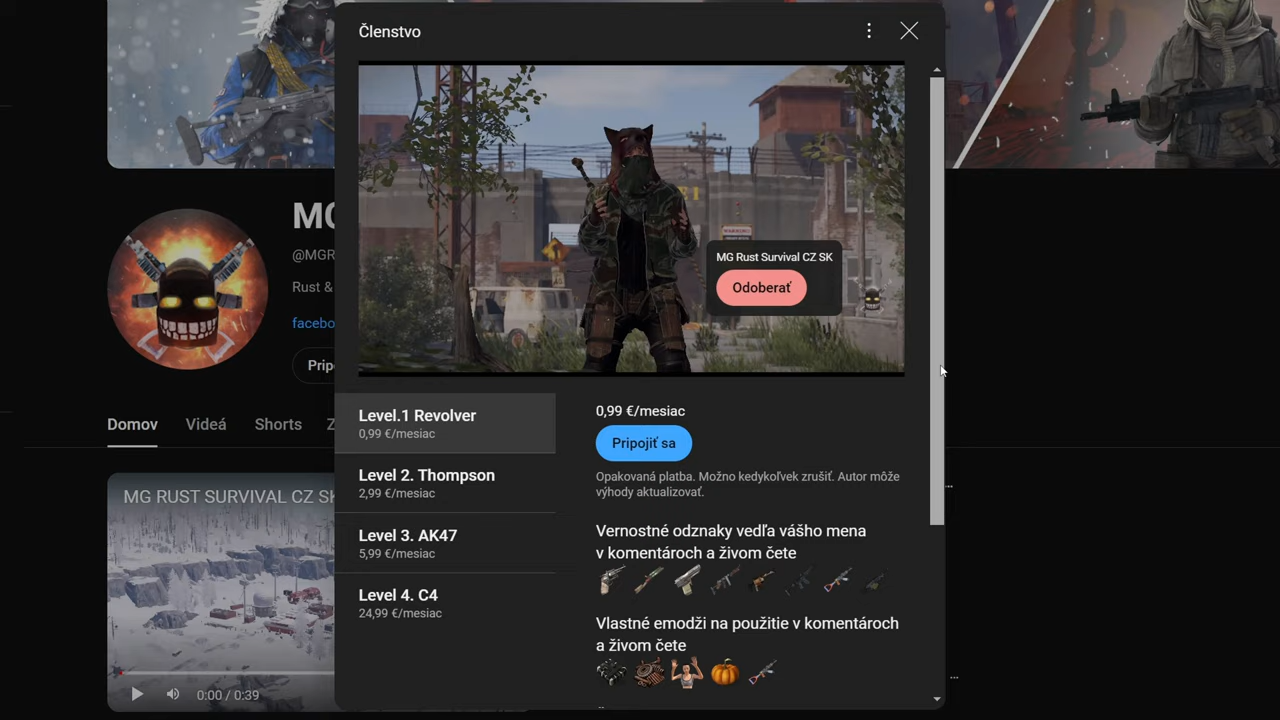 Členstvo
MG Rust Survival CZ SK
Odoberať
@MGR
Rust &
facebo
Prip
Domov
Videá
Shorts
MG RUST SURVIVAL CZ SK
0:00 / 0:39
Level.1 Revolver
0,99 €/mesiac
Level 2. Thompson
2,99 €/mesiac
Level 3. AK47
5,99 €/mesiac
Level 4. C4
24,99 €/mesiac
0,99 €/mesiac
Pripojiť sa
Opakovaná platba. Možno kedykoľvek zrušiť. Autor môže
výhody aktualizovať.
Vernostné odznaky vedľa vášho mena
v komentároch a živom čete
Vlastné emodži na použitie v komentároch
a živom čete